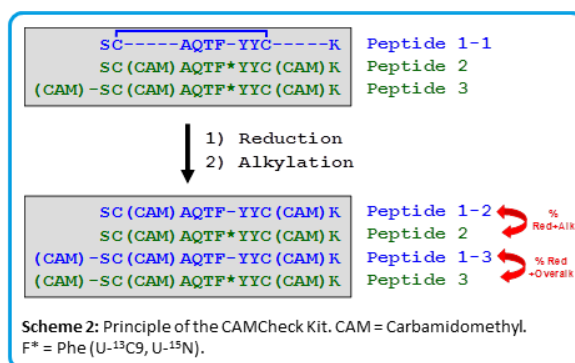 SC-----AQTF-YYC-----K Peptide 1-1
SC(CAM)AQTF*YYC(CAM)K Peptide 2
(CAM)-SC(CAM)AQTF*YYC(CAM)K Peptide 3
1) Reduction
2) Alkylation
SC(CAM)AQTF-YYC(CAM)K Peptide 1-2
SC(CAM)AQTF*YYC(CAM)K Peptide 2
%
Red+Alk
(CAM)-SC(CAM)AQTF-YYC(CAM)K Peptide 1-3
(CAM)-SC(CAM)AQTF*YYC(CAM)K Peptide 3
% Red
+Overalk
Scheme 2: Principle of the CAMCheck Kit. CAM = Carbamidomethyl.
F* = Phe (U-¹³C9, U-¹⁵N).